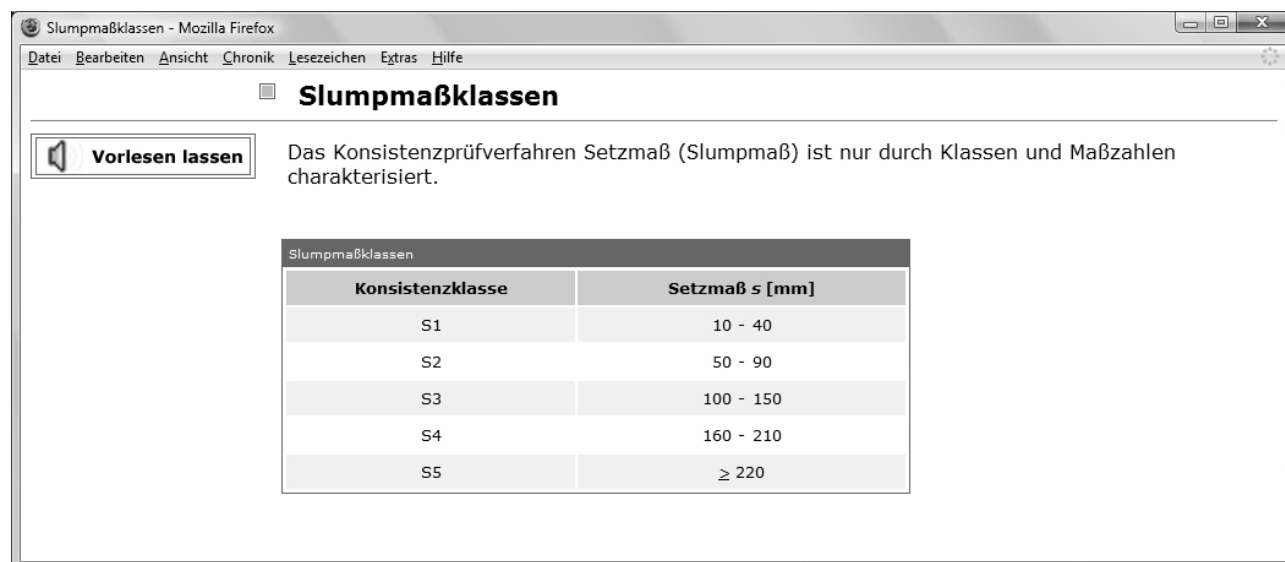 Slumpmaßklassen - Mozilla Firefox
Datei Bearbeiten Ansicht Chronik Lesezeichen Extras Hilfe
Slumpmaßklassen
Vorlesen lassen
Das Konsistenzprüfverfahren Setzmaß (Slumpmaß) ist nur durch Klassen und Maßzahlen
charakterisiert.
Slumpmaßklassen
Konsistenzklasse Setzmaß s [mm]
S1 10 - 40
S2 50 - 90
S3 100 - 150
S4 160 - 210
S5 ≥ 220